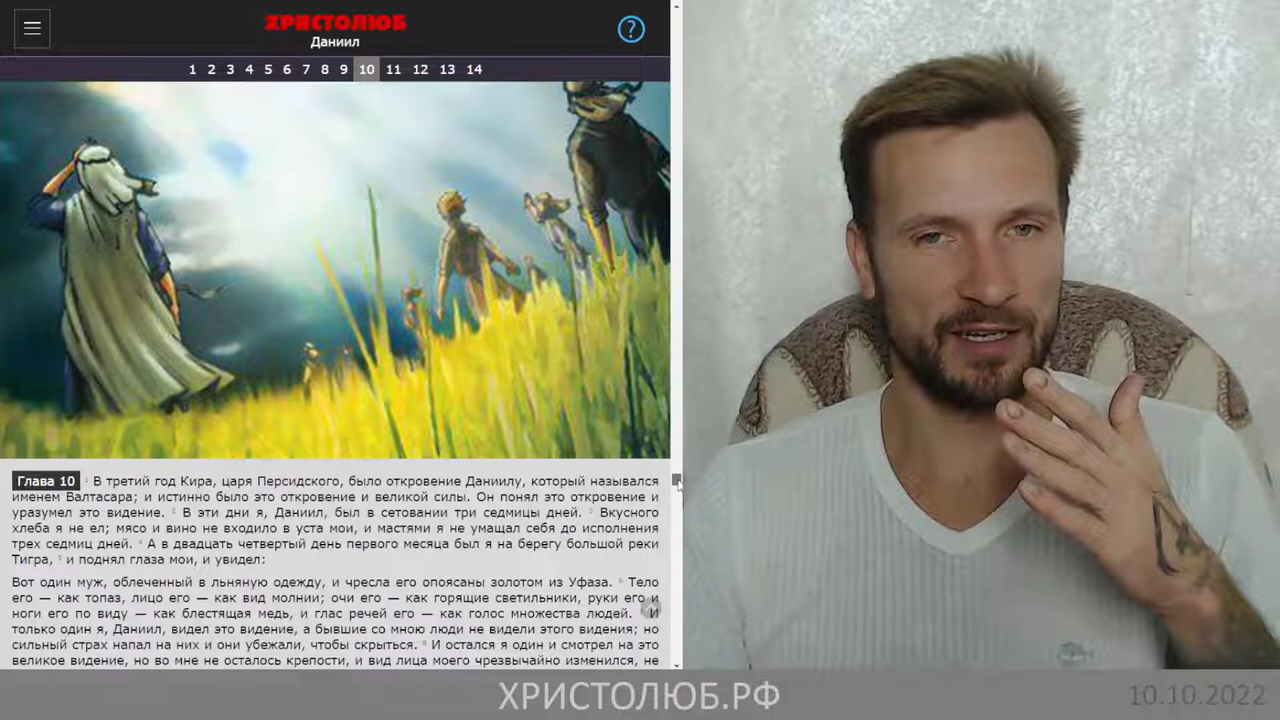 ХРИСТОЛЮБ
Даниил
?
1 2 3 4 5 6 7 8 9 10 11 12 13 14
Глава 10 1 В третий год Кира, царя Персидского, было откровение Даниилу, который назывался
именем Валтасара; и истинно было это откровение и великой силы. Он понял это откровение и
уразумел это видение. 2 В эти дни я, Даниил, был в сетовании три седмицы дней. 3 Вкусного
хлеба я не ел; мясо и вино не входило в уста мои, и мастями я не умащал себя до исполнения
трех седмиц дней. 4 А в двадцать четвертый день первого месяца был я на берегу большой реки
Тигра, 5 и поднял глаза мои, и увидел:
Вот один муж, облеченный в льняную одежду, и чресла его опоясаны золотом из Уфаза. 6 Тело
его — как топаз, лицо его — как вид молнии; очи его — как горящие светильники, руки его и
ноги его по виду — как блестящая медь, и глас речей его — как голос множества людей. И
только один я, Даниил, видел это видение, а бывшие со мною люди не видели этого видения; но
сильный страх напал на них и они убежали, чтобы скрыться. 8 И остался я один и смотрел на это
великое видение, но во мне не осталось крепости, и вид лица моего чрезвычайно изменился, не
ХРИСТОЛЮБ.РФ
10.10.2022